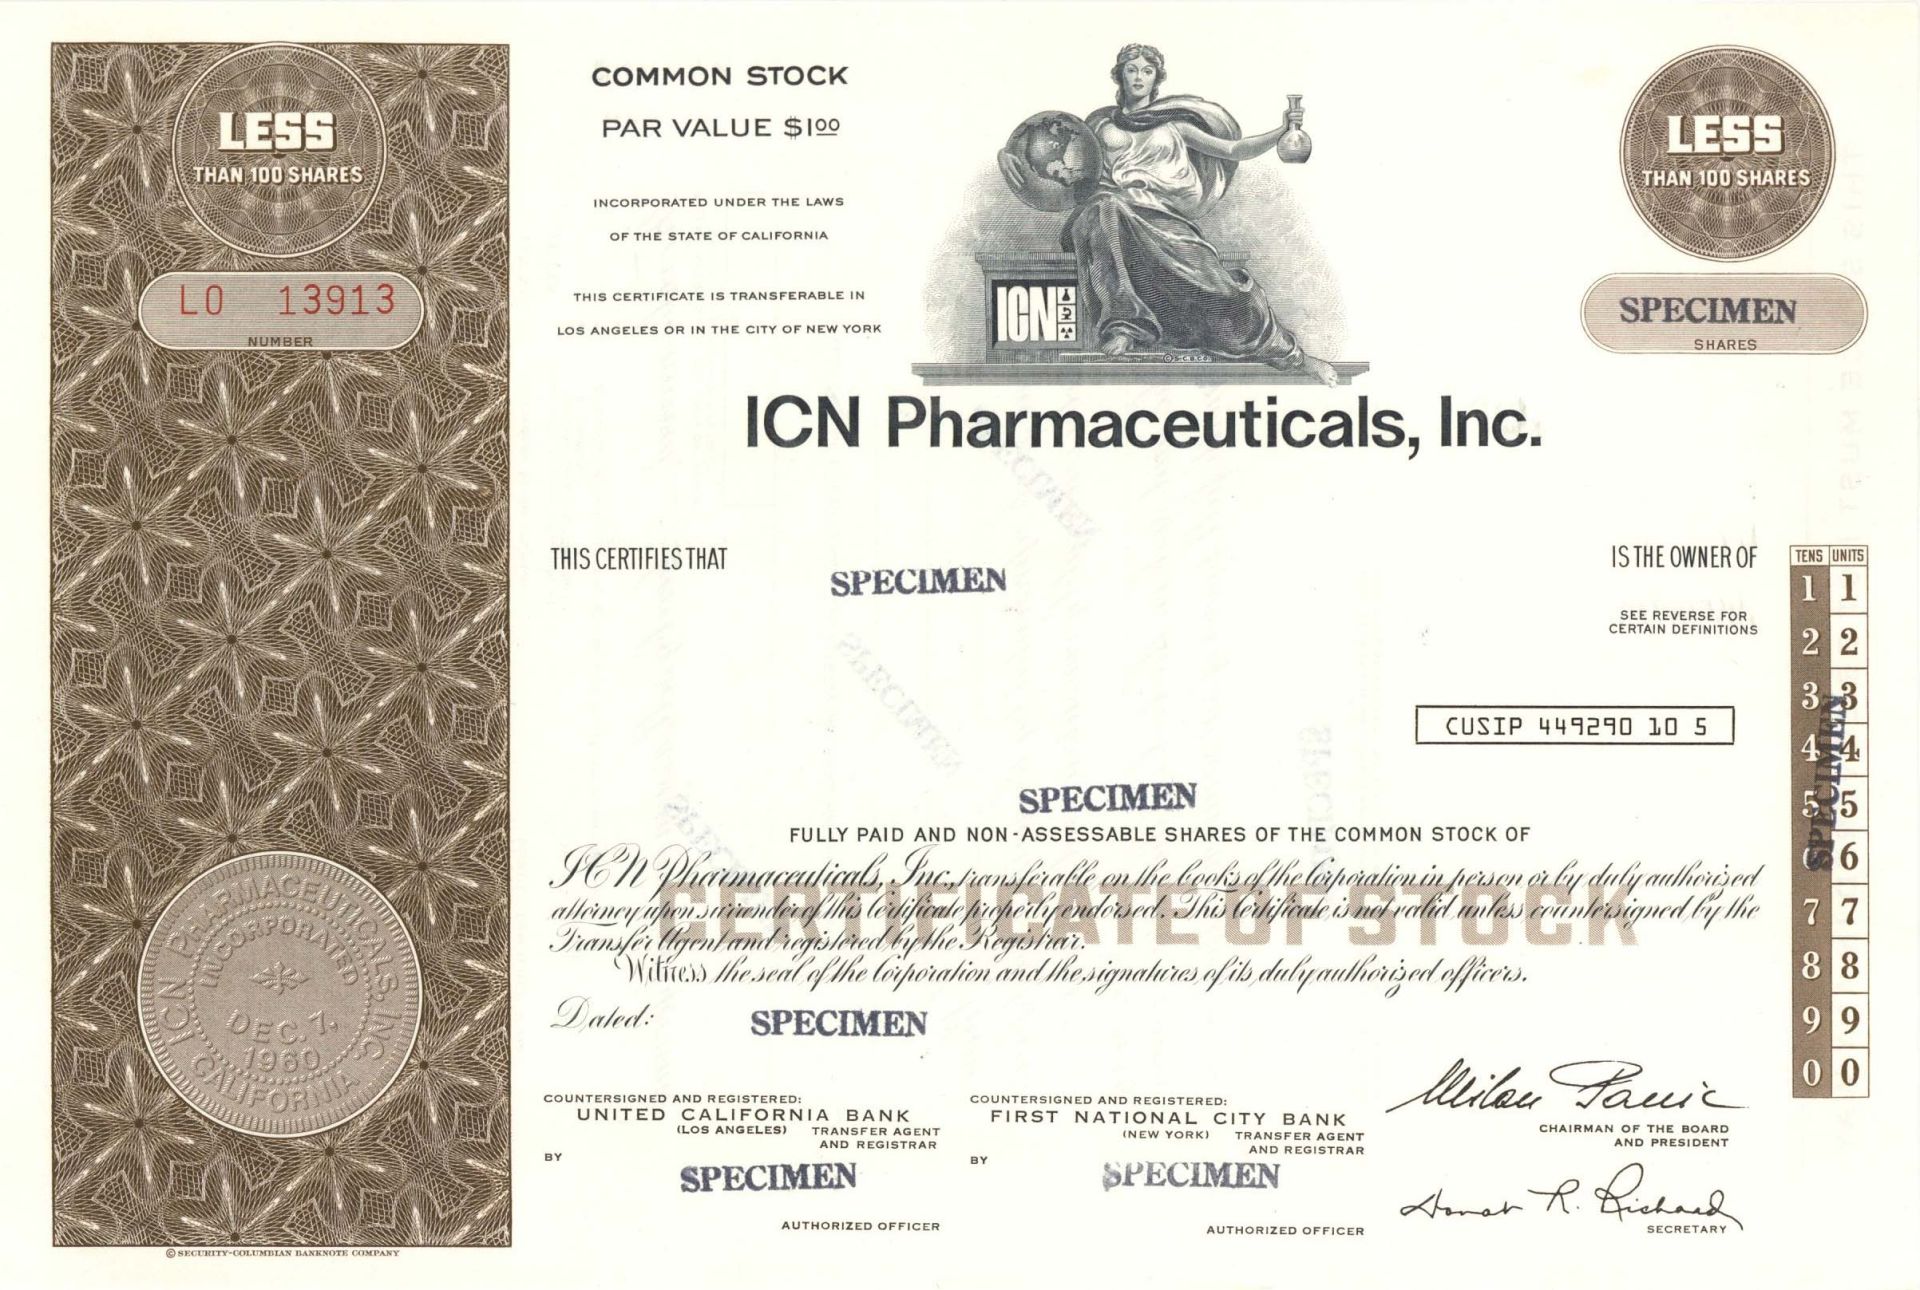 LESS
THAN 100 SHARES
LO 13913
NUMBER
COMMON STOCK
PAR VALUE $1 00
INCORPORATED UNDER THE LAWS
OF THE STATE OF CALIFORNIA
THIS CERTIFICATE IS TRANSFERABLE IN
LOS ANGELES OR IN THE CITY OF NEW YORK
ICN
© S.C.B.CO.
LESS
THAN 100 SHARES
SPECIMEN
SHARES
ICN Pharmaceuticals, Inc.
THIS CERTIFIES THAT
SPECIMEN
IS THE OWNER OF
SEE REVERSE FOR
CERTAIN DEFINITIONS
TENS UNITS
1 1
2 2
3 3
4 4
5 5
6 6
7 7
8 8
9 9
0 0
SPECIMEN
CUSIP 449290 10 5
SPECIMEN
FULLY PAID AND NON-ASSESSABLE SHARES OF THE COMMON STOCK OF
ICN Pharmaceuticals, Inc., transferable on the books of the Corporation in person or by duly authorized
attorney upon surrender of this Certificate properly endorsed. This Certificate is not valid unless countersigned by the
Transfer Agent and registered by the Registrar.
CERTIFICATE OF STOCK
Witness the seal of the Corporation and the signatures of its duly authorized officers.
Dated:
SPECIMEN
ICN PHARMACEUTICALS, INC.
INCORPORATED
DEC. 7,
1960
CALIFORNIA
COUNTERSIGNED AND REGISTERED:
UNITED CALIFORNIA BANK
(LOS ANGELES) TRANSFER AGENT
AND REGISTRAR
BY
SPECIMEN
AUTHORIZED OFFICER
COUNTERSIGNED AND REGISTERED:
FIRST NATIONAL CITY BANK
(NEW YORK) TRANSFER AGENT
AND REGISTRAR
BY
SPECIMEN
AUTHORIZED OFFICER
Milan Panic
CHAIRMAN OF THE BOARD
AND PRESIDENT
R. Richard
SECRETARY
© SECURITY-COLUMBIAN BANKNOTE COMPANY